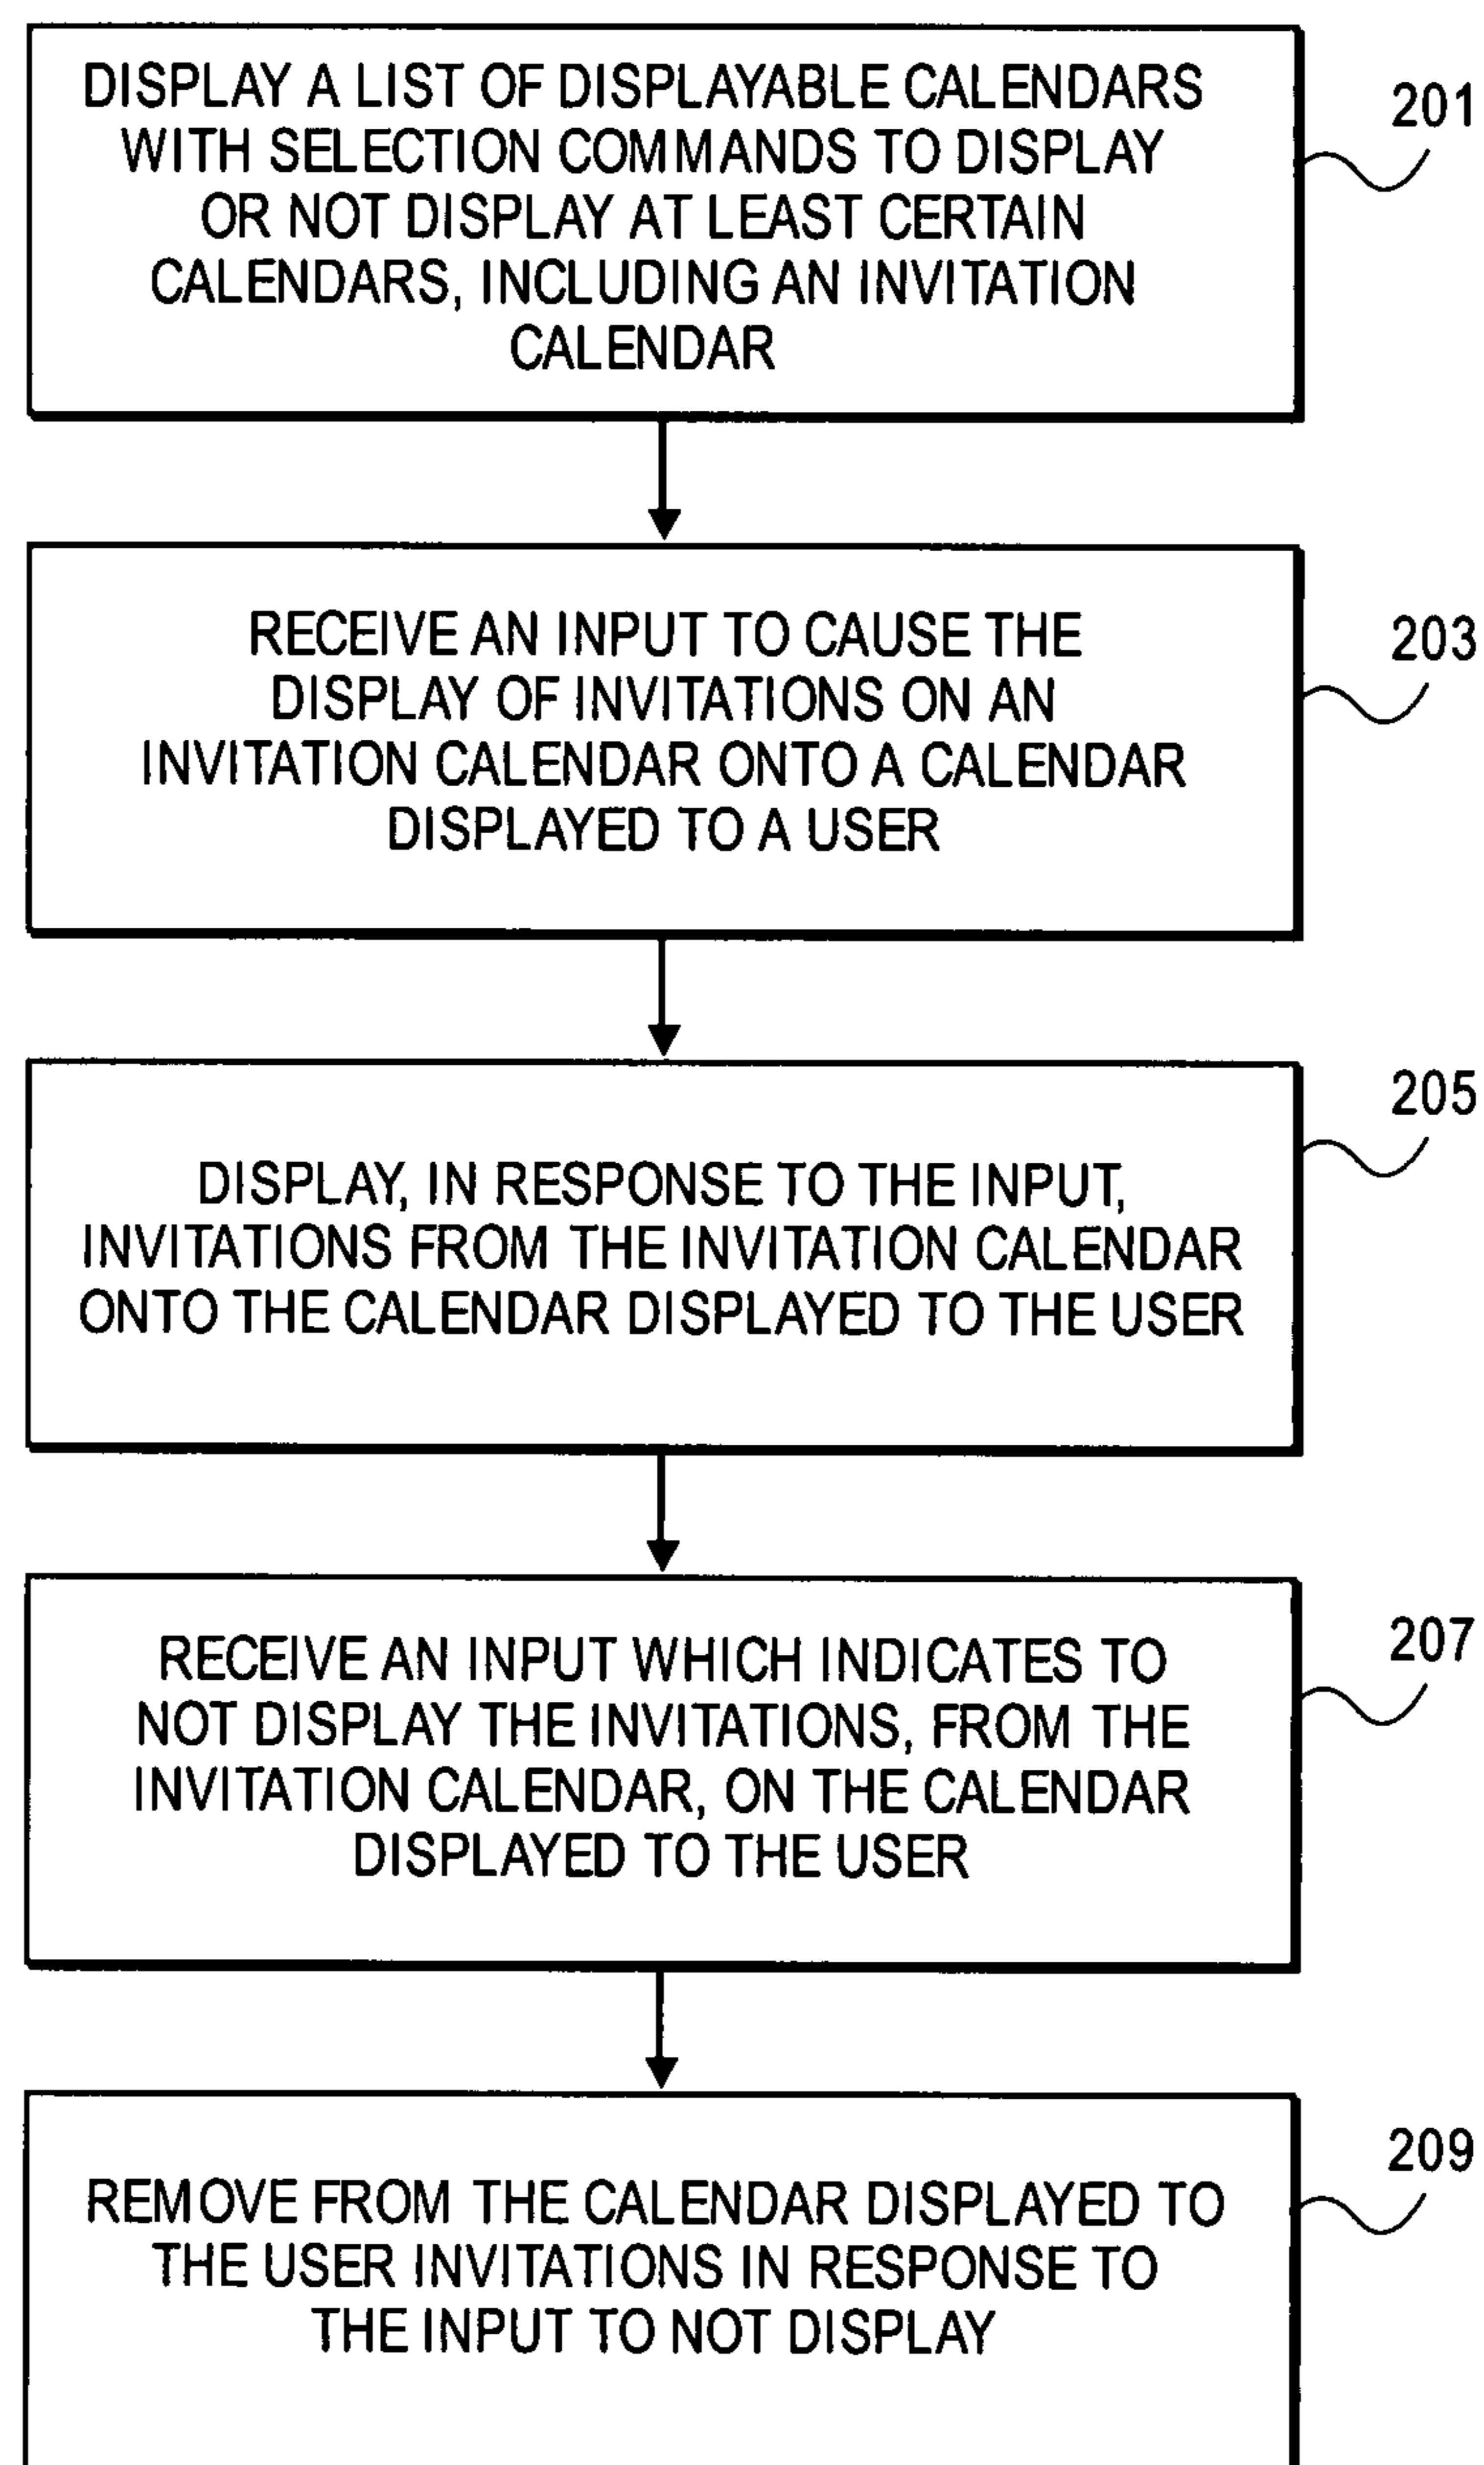 DISPLAY A LIST OF DISPLAYABLE CALENDARS
WITH SELECTION COMMANDS TO DISPLAY
OR NOT DISPLAY AT LEAST CERTAIN
CALENDARS, INCLUDING AN INVITATION
CALENDAR
201
RECEIVE AN INPUT TO CAUSE THE
DISPLAY OF INVITATIONS ON AN
INVITATION CALENDAR ONTO A CALENDAR
DISPLAYED TO A USER
203
DISPLAY, IN RESPONSE TO THE INPUT,
INVITATIONS FROM THE INVITATION CALENDAR
ONTO THE CALENDAR DISPLAYED TO THE USER
205
RECEIVE AN INPUT WHICH INDICATES TO
NOT DISPLAY THE INVITATIONS, FROM THE
INVITATION CALENDAR, ON THE CALENDAR
DISPLAYED TO THE USER
207
REMOVE FROM THE CALENDAR DISPLAYED TO
THE USER INVITATIONS IN RESPONSE TO
THE INPUT TO NOT DISPLAY
209